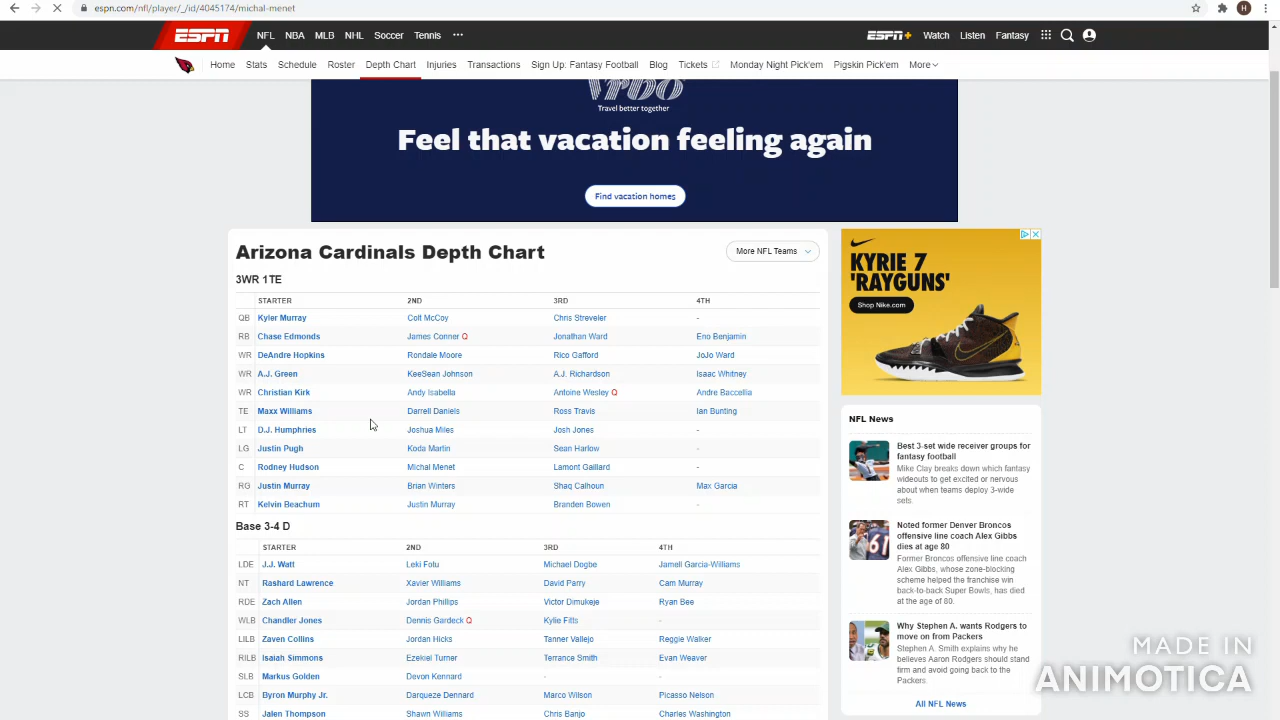 espn.com/nfl/player/_/id/4045174/michal-menet
H
ESPN NFL NBA MLB NHL Soccer Tennis ESPN+ Watch Listen Fantasy
Home Stats Schedule Roster Depth Chart Injuries Transactions Sign Up: Fantasy Football Blog Tickets Monday Night Pick'em Pigskin Pick'em More
Vrbo
Travel better together
Feel that vacation feeling again
Find vacation homes
Arizona Cardinals Depth Chart
More NFL Teams
3WR 1TE
STARTER 2ND 3RD 4TH
QB Kyler Murray Colt McCoy Chris Streveler -
RB Chase Edmonds James Conner Q Jonathan Ward Eno Benjamin
WR DeAndre Hopkins Rondale Moore Rico Gafford JoJo Ward
WR A.J. Green KeeSean Johnson A.J. Richardson Isaac Whitney
WR Christian Kirk Andy Isabella Antoine Wesley Q Andre Baccellia
TE Maxx Williams Darrell Daniels Ross Travis Ian Bunting
LT D.J. Humphries Joshua Miles Josh Jones -
LG Justin Pugh Koda Martin Sean Harlow -
C Rodney Hudson Michal Menet Lamont Gaillard -
RG Justin Murray Brian Winters Shaq Calhoun Max Garcia
RT Kelvin Beachum Justin Murray Branden Bowen -
Base 3-4 D
STARTER 2ND 3RD 4TH
LDE J.J. Watt Leki Fotu Michael Dogbe Jamell Garcia-Williams
NT Rashard Lawrence Xavier Williams David Parry Cam Murray
RDE Zach Allen Jordan Phillips Victor Dimukeje Ryan Bee
WLB Chandler Jones Dennis Gardeck Q Kylie Fitts -
LILB Zaven Collins Jordan Hicks Tanner Vallejo Reggie Walker
RILB Isaiah Simmons Ezekiel Turner Terrance Smith Evan Weaver
SLB Markus Golden Devon Kennard - -
LCB Byron Murphy Jr. Darqueze Dennard Marco Wilson Picasso Nelson
SS Jalen Thompson Shawn Williams Chris Banjo Charles Washington
KYRIE 7
'RAYGUNS'
Shop Nike.com
NFL News
Best 3-set wide receiver groups for
fantasy football
Mike Clay breaks down which fantasy
wideouts to get excited or nervous
about when teams deploy 3-wide
sets.
Noted former Denver Broncos
offensive line coach Alex Gibbs
dies at age 80
Former Broncos offensive line coach
Alex Gibbs, whose zone-blocking
scheme helped the franchise win
back-to-back Super Bowls, has died
at the age of 80.
61
Why Stephen A. wants Rodgers to
move on from Packers
Stephen A. Smith explains why he
believes Aaron Rodgers should stand
firm and avoid going back to the
Packers.
All NFL News
MADE IN
ANIMOTICA